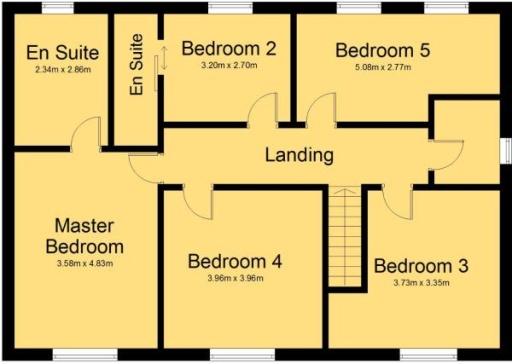 En Suite
2.34m x 2.86m
En Suite
Bedroom 2
3.20m x 2.70m
Bedroom 5
5.08m x 2.77m
Landing
Master
Bedroom
3.58m x 4.83m
Bedroom 4
3.96m x 3.96m
Bedroom 3
3.73m x 3.35m